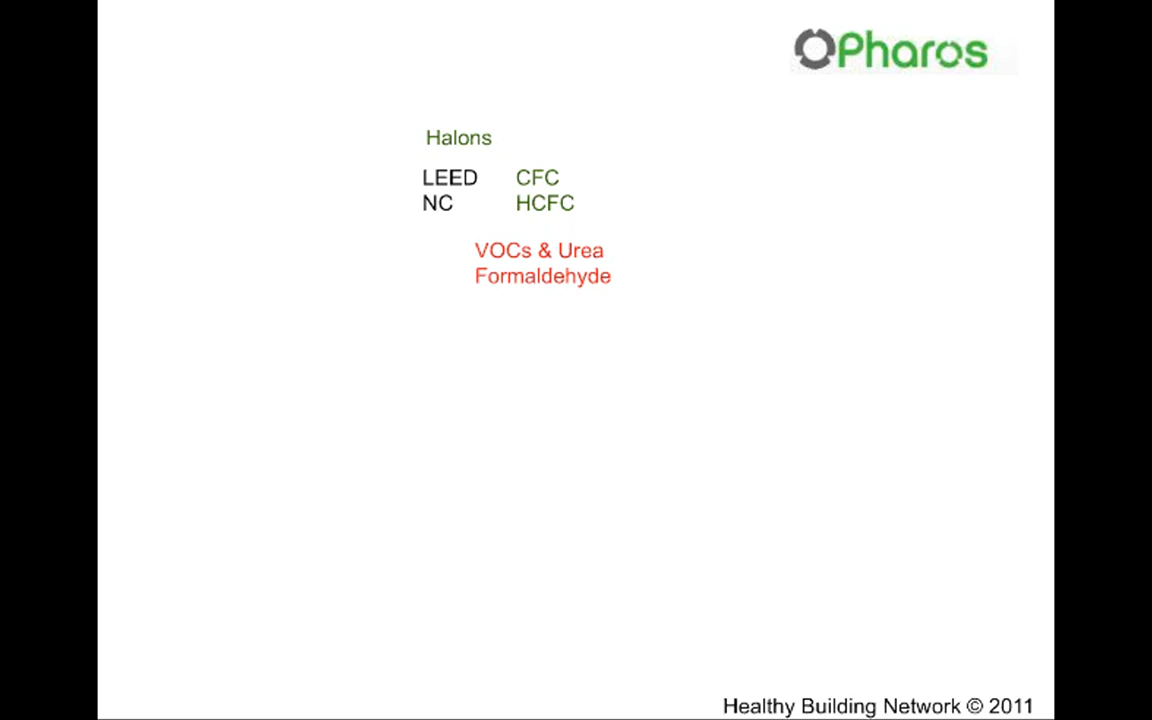 Pharos
Halons
LEED CFC
NC HCFC
VOCs & Urea
Formaldehyde
Healthy Building Network © 2011